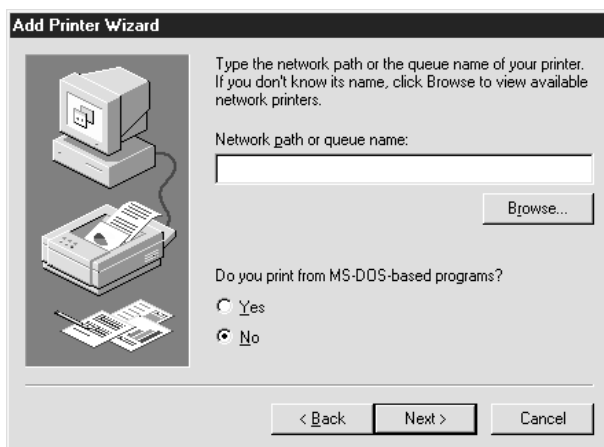 Add Printer Wizard
Type the network path or the queue name of your printer.
If you don't know its name, click Browse to view available
network printers.
Network path or queue name:
Browse...
Do you print from MS-DOS-based programs?
Yes
No
< Back
Next >
Cancel